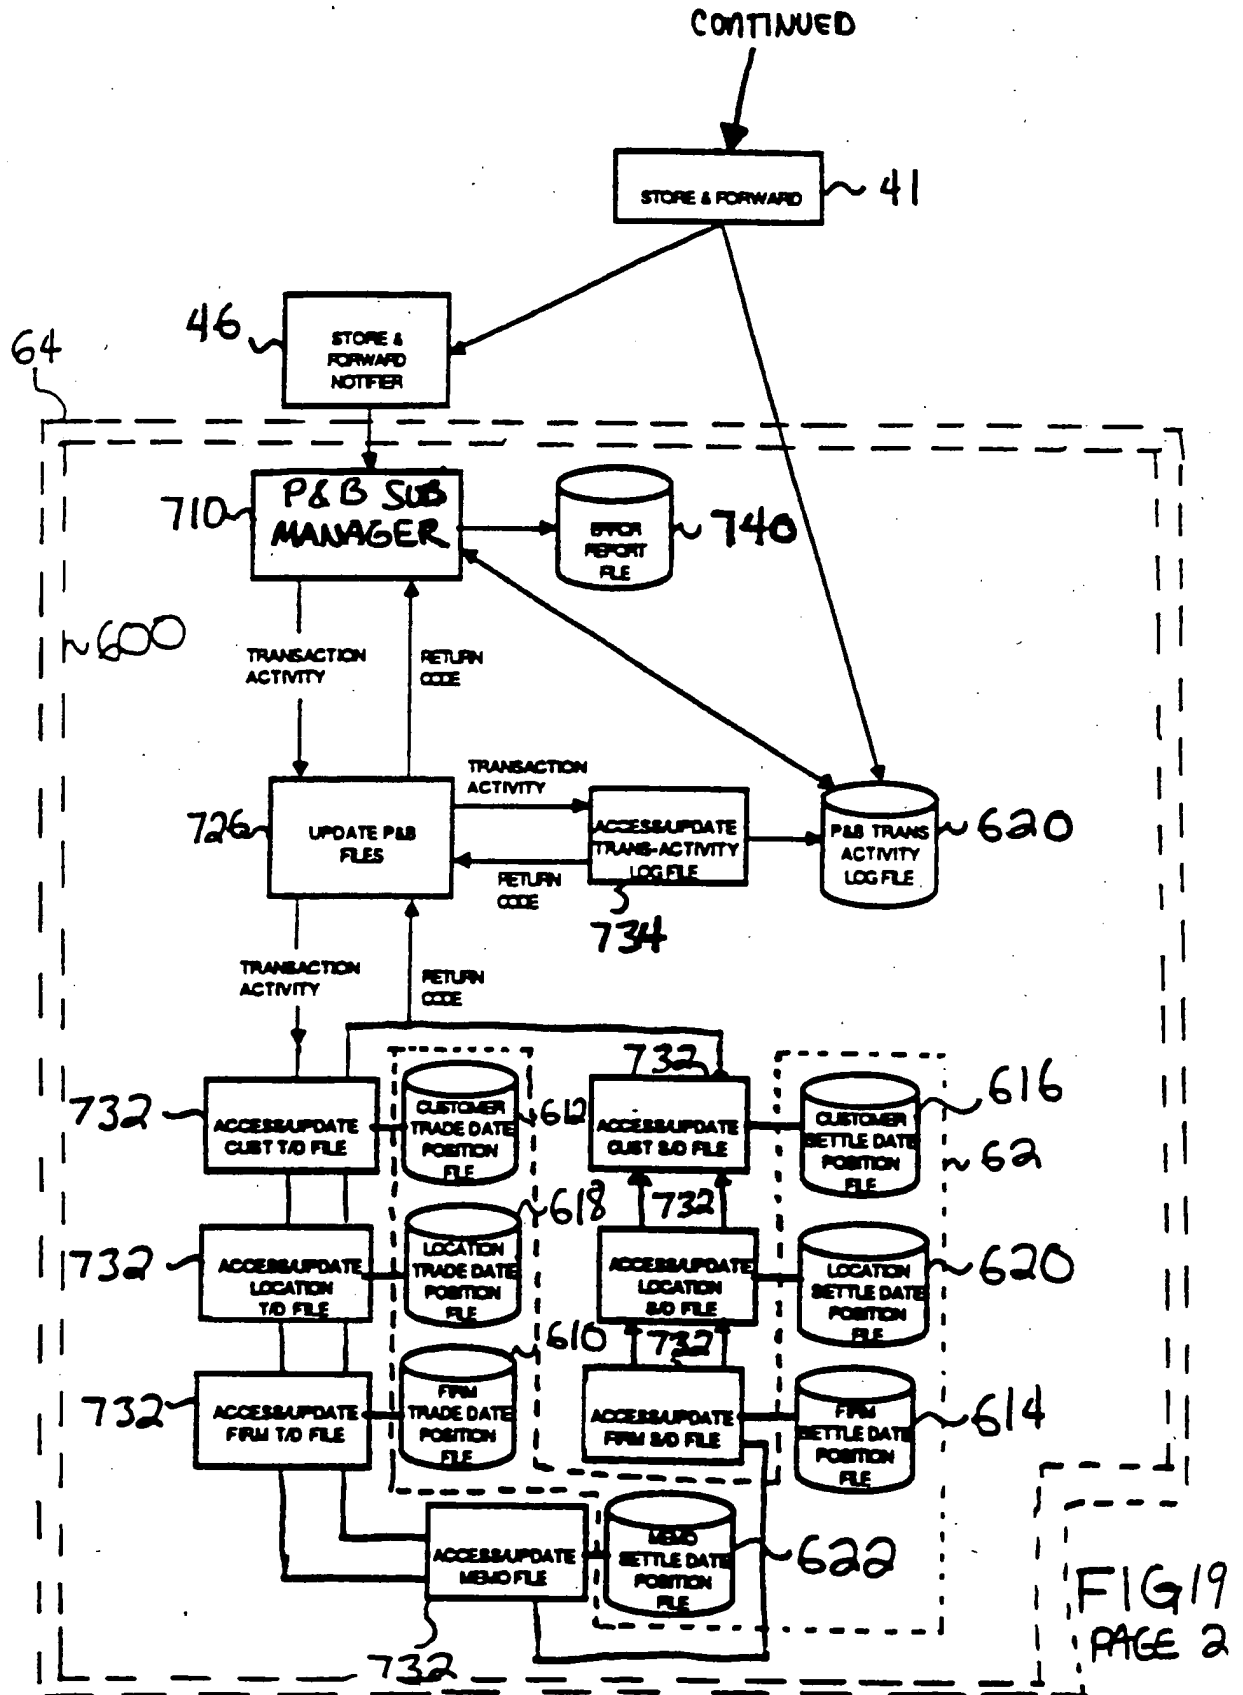 CONTINUED
STORE & FORWARD
41
46
STORE &
FORWARD
NOTIFIER
64
P&B SUB
MANAGER
710
ERROR
REPORT
FILE
740
600
TRANSACTION
ACTIVITY
RETURN
CODE
TRANSACTION
ACTIVITY
726
UPDATE P&B
FILES
ACCESS/UPDATE
TRANS-ACTIVITY
LOG FILE
P&B TRANS
ACTIVITY
LOG FILE
620
RETURN
CODE
734
TRANSACTION
ACTIVITY
RETURN
CODE
732
732
ACCESS/UPDATE
CUST T/D FILE
CUSTOMER
TRADE DATE
POSITION
FILE
612
ACCESS/UPDATE
CUST S/D FILE
CUSTOMER
SETTLE DATE
POSITION
FILE
616
62
732
ACCESS/UPDATE
LOCATION
T/D FILE
LOCATION
TRADE DATE
POSITION
FILE
618
732
ACCESS/UPDATE
LOCATION
S/D FILE
LOCATION
SETTLE DATE
POSITION
FILE
620
732
ACCESS/UPDATE
FIRM T/D FILE
FIRM
TRADE DATE
POSITION
FILE
610
732
ACCESS/UPDATE
FIRM S/D FILE
FIRM
SETTLE DATE
POSITION
FILE
614
ACCESS/UPDATE
MEMO FILE
MEMO
SETTLE DATE
POSITION
FILE
622
732
FIG 19
PAGE 2